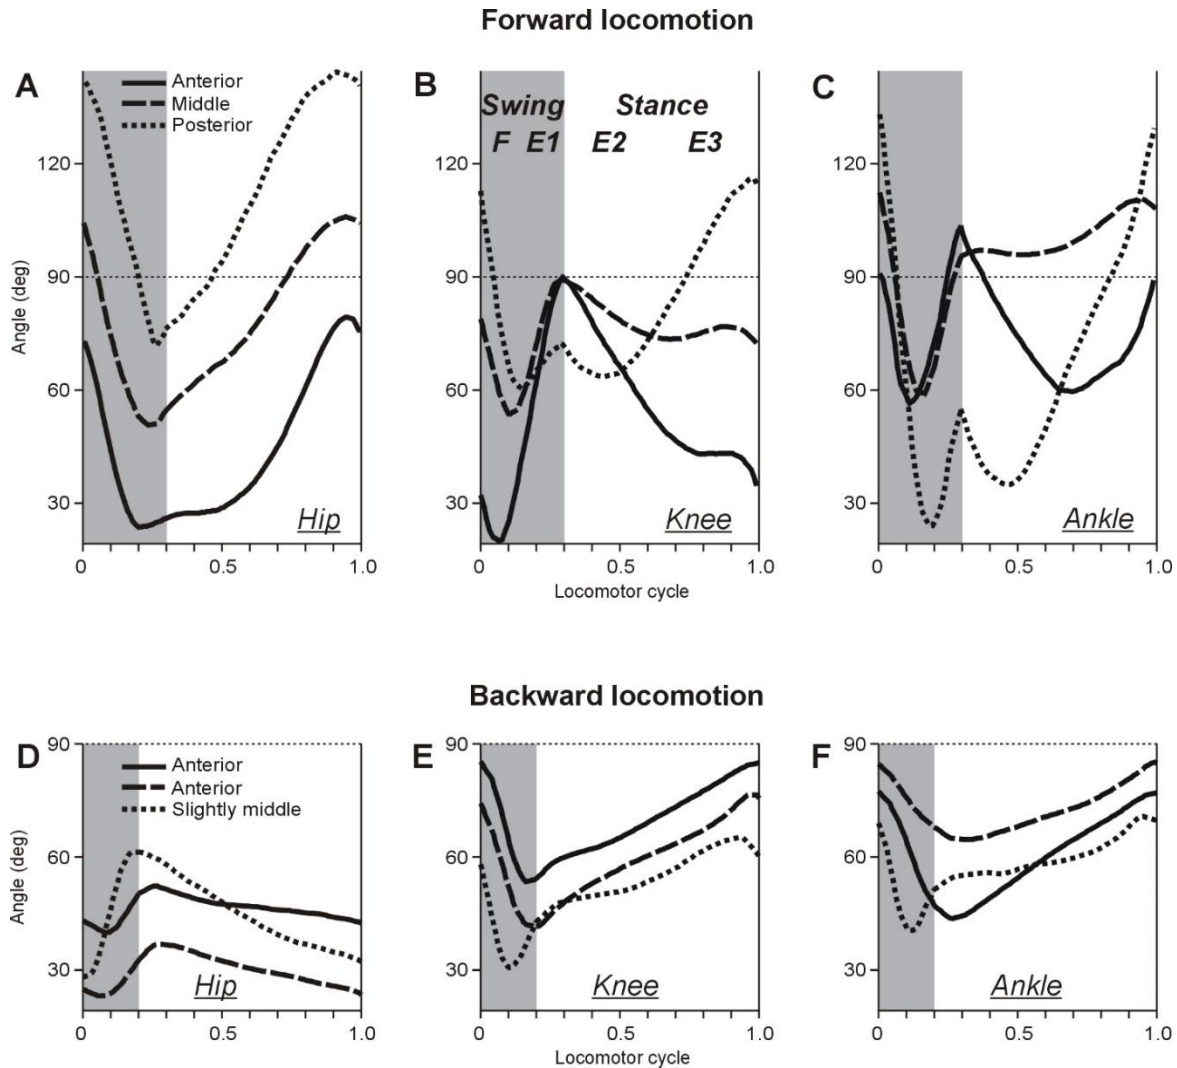 Forward locomotion
A
Anterior
Middle
Posterior
B
Swing
Stance
F
E1
E2
E3
C
Angle (deg)
120
90
60
30
Hip
Knee
Ankle
0
0.5
1.0
0
0.5
1.0
0
0.5
1.0
Locomotor cycle
Backward locomotion
D
Anterior
Anterior
Slightly middle
E
F
Angle (deg)
90
60
30
90
60
30
90
60
30
Hip
Knee
Ankle
0
0.5
1.0
0
0.5
1.0
0
0.5
1.0
Locomotor cycle
120
90
60
30
120
90
60
30